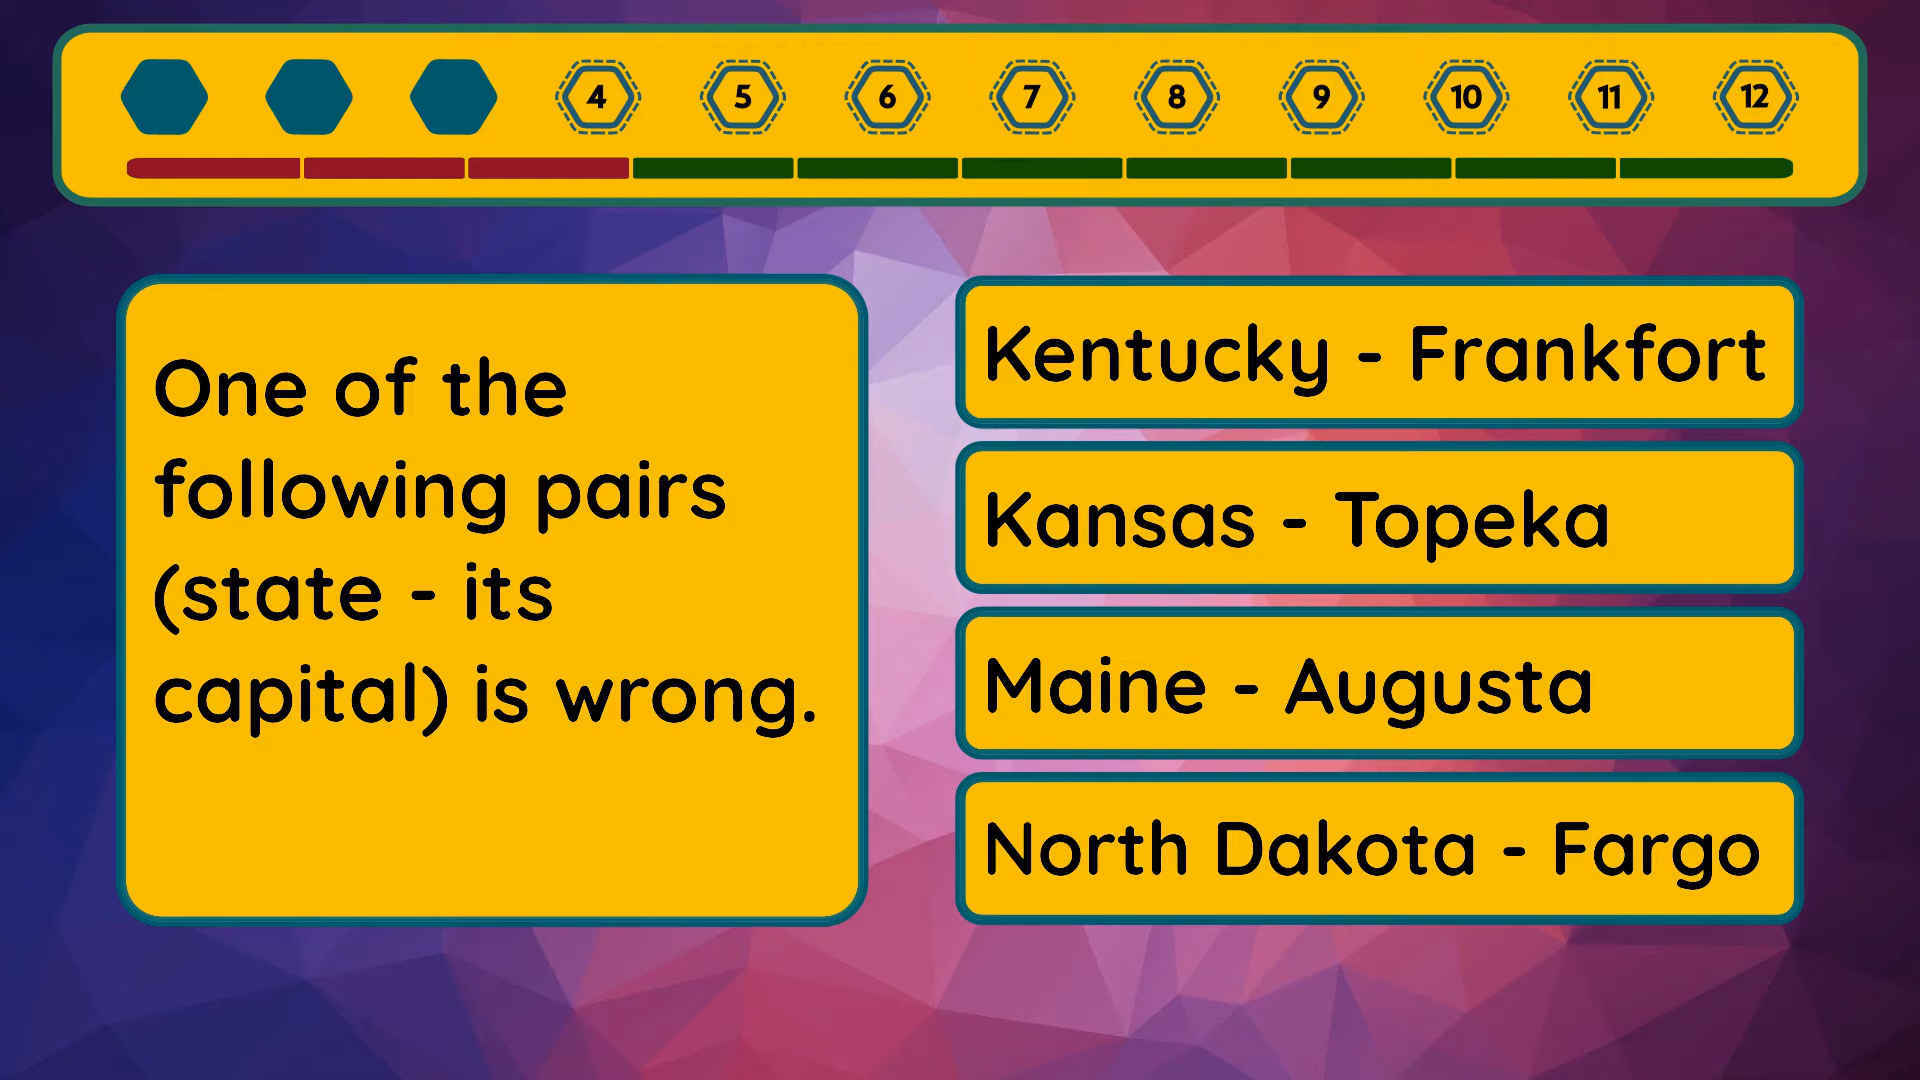 4 5 6 7 8 9 10 11 12
One of the
following pairs
(state - its
capital) is wrong.
Kentucky - Frankfort
Kansas - Topeka
Maine - Augusta
North Dakota - Fargo